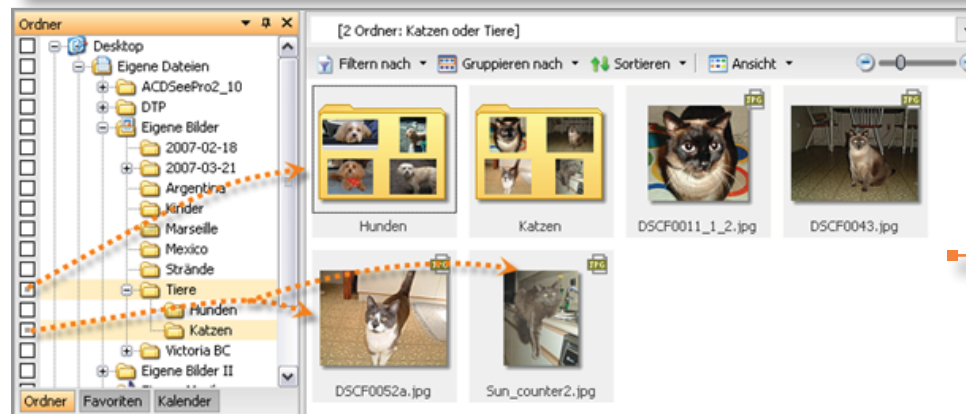 Ordner
Desktop
Eigene Dateien
ACDSeePro2_10
DTP
Eigene Bilder
2007-02-18
2007-03-21
Argentina
Kinder
Marseille
Mexico
Strände
Tiere
Hunden
Katzen
Victoria BC
Eigene Bilder II
Ordner Favoriten Kalender
[2 Ordner: Katzen oder Tiere]
Filtern nach Gruppieren nach Sortieren Ansicht
JPG JPG
Hunden Katzen DSCF0011_1_2.jpg DSCF0043.jpg
JPG JPG
DSCF0052a.jpg Sun_counter2.jpg